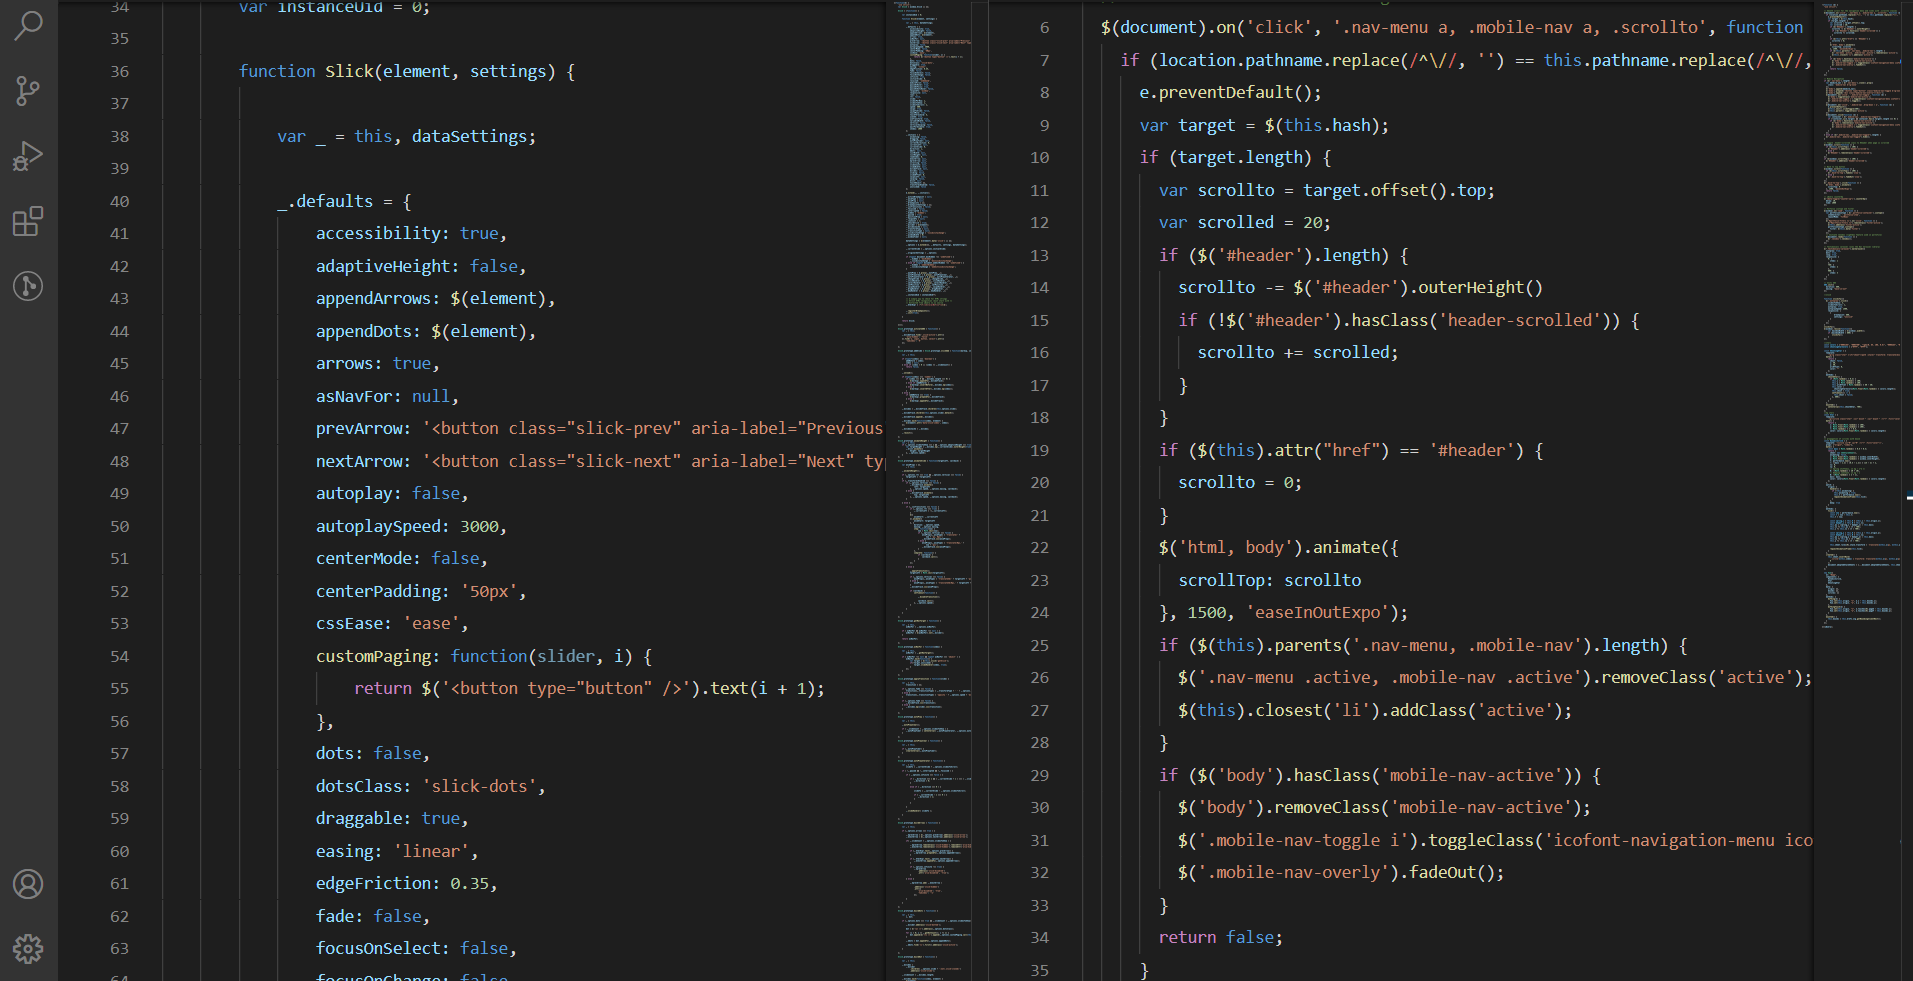 34 var instanceUid = 0;
35
36 function Slick(element, settings) {
37
38 var _ = this, dataSettings;
39
40 _.defaults = {
41 accessibility: true,
42 adaptiveHeight: false,
43 appendArrows: $(element),
44 appendDots: $(element),
45 arrows: true,
46 asNavFor: null,
47 prevArrow: '<button class="slick-prev" aria-label="Previous
48 nextArrow: '<button class="slick-next" aria-label="Next" ty
49 autoplay: false,
50 autoplaySpeed: 3000,
51 centerMode: false,
52 centerPadding: '50px',
53 cssEase: 'ease',
54 customPaging: function(slider, i) {
55 return $('<button type="button" />').text(i + 1);
56 },
57 dots: false,
58 dotsClass: 'slick-dots',
59 draggable: true,
60 easing: 'linear',
61 edgeFriction: 0.35,
62 fade: false,
63 focusOnSelect: false,
64 focusOnChange: false
6 $(document).on('click', '.nav-menu a, .mobile-nav a, .scrollto', function
7 if (location.pathname.replace(/^\//, '') == this.pathname.replace(/^\//,
8 e.preventDefault();
9 var target = $(this.hash);
10 if (target.length) {
11 var scrollto = target.offset().top;
12 var scrolled = 20;
13 if ($('#header').length) {
14 scrollto -= $('#header').outerHeight()
15 if (!$('#header').hasClass('header-scrolled')) {
16 scrollto += scrolled;
17 }
18 }
19 if ($(this).attr("href") == '#header') {
20 scrollto = 0;
21 }
22 $('html, body').animate({
23 scrollTop: scrollto
24 }, 1500, 'easeInOutExpo');
25 if ($(this).parents('.nav-menu, .mobile-nav').length) {
26 $('.nav-menu .active, .mobile-nav .active').removeClass('active');
27 $(this).closest('li').addClass('active');
28 }
29 if ($('body').hasClass('mobile-nav-active')) {
30 $('body').removeClass('mobile-nav-active');
31 $('.mobile-nav-toggle i').toggleClass('icofont-navigation-menu ico
32 $('.mobile-nav-overly').fadeOut();
33 }
34 return false;
35 }